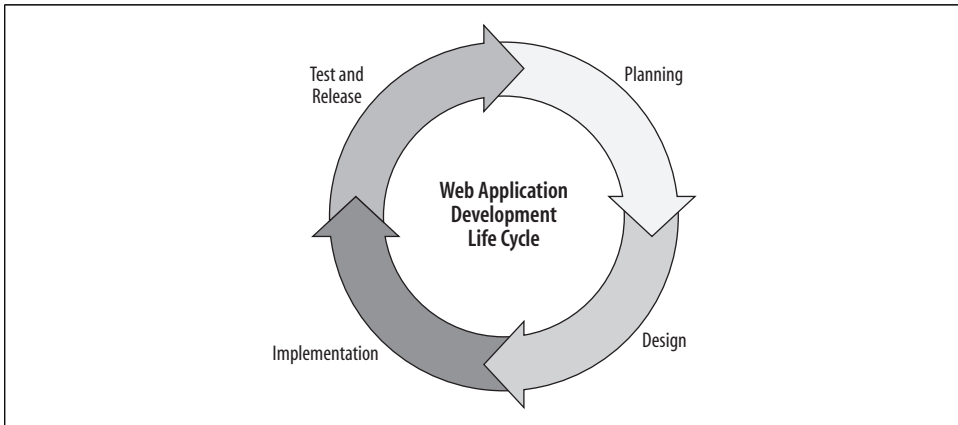 Test and
Release
Planning
Web Application
Development
Life Cycle
Implementation
Design